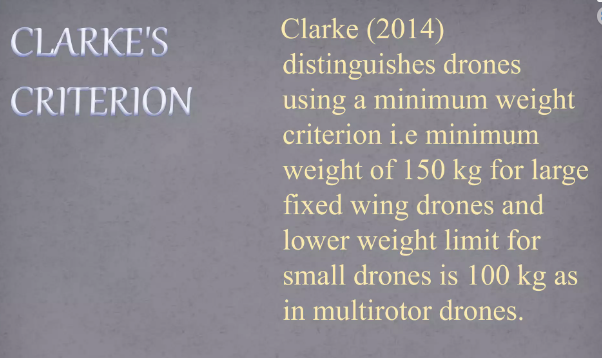 CLARKE'S
CRITERION
Clarke (2014)
distinguishes drones
using a minimum weight
criterion i.e minimum
weight of 150 kg for large
fixed wing drones and
lower weight limit for
small drones is 100 kg as
in multirotor drones.